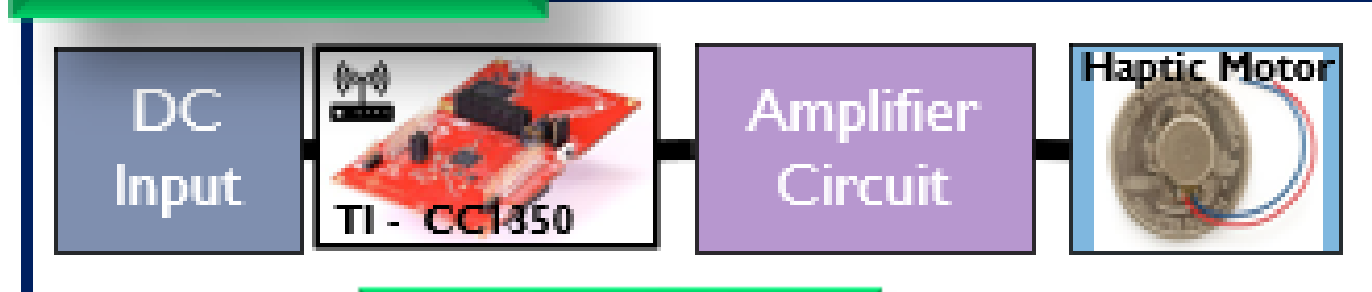 DC
Input
TI - CC1350
Amplifier
Circuit
Haptic Motor